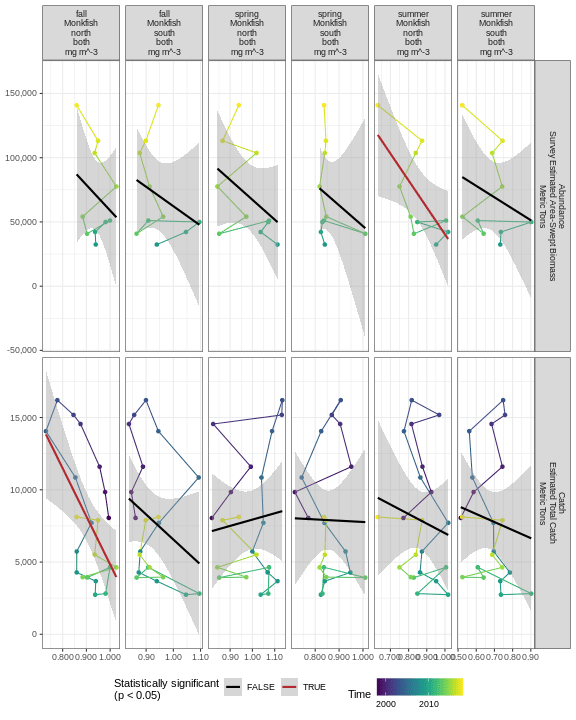 fall fall spring spring summer summer
Monkfish Monkfish Monkfish Monkfish Monkfish Monkfish
north south north south north south
both both both both both both
mg m^-3 mg m^-3 mg m^-3 mg m^-3 mg m^-3 mg m^-3
150,000
100,000
50,000
0
-50,000
Abundance
Survey Estimated Area-Swept Biomass
Metric Tons
15,000
10,000
5,000
0
Catch
Estimated Total Catch
Metric Tons
0.800 0.900 1.000 0.90 1.00 1.10 0.90 1.00 1.10 0.80 0.90 1.00 0.700 0.800 0.900 1.000 0.50 0.60 0.70 0.80 0.90
Statistically significant
(p < 0.05)
FALSE TRUE
Time
2000 2010